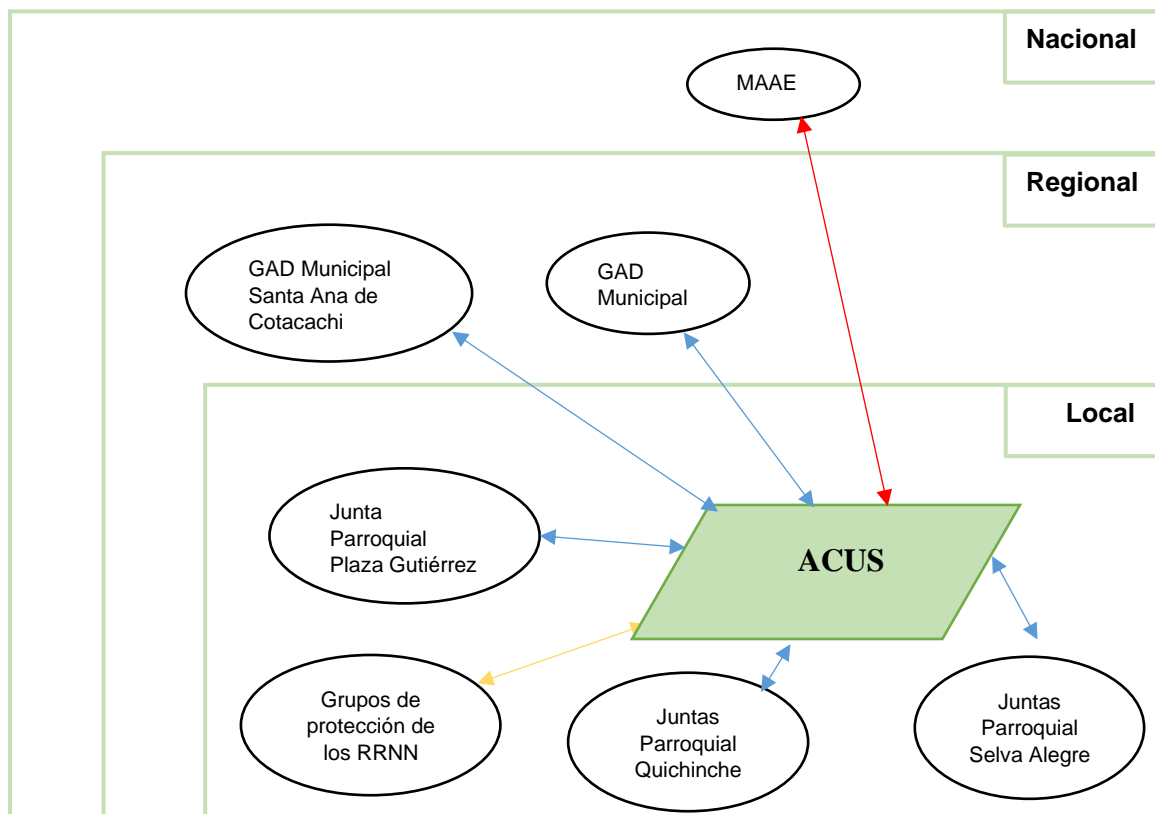 Nacional
MAAE
Regional
GAD Municipal
Santa Ana de
Cotacachi
GAD
Municipal
Local
Junta
Parroquial
Plaza Gutiérrez
ACUS
Grupos de
protección de
los RRNN
Juntas
Parroquial
Quichinche
Juntas
Parroquial
Selva Alegre